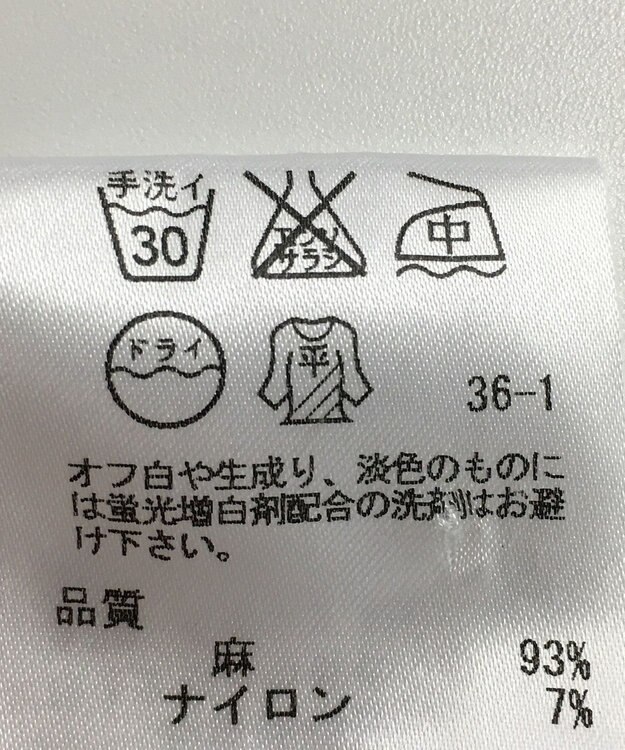 手洗イ
30
エンソ
サラシ
中
ドライ
平
36-1
オフ白や生成り、淡色のものに
は蛍光増白剤配合の洗剤はお避
け下さい。
品質
麻 93%
ナイロン 7%